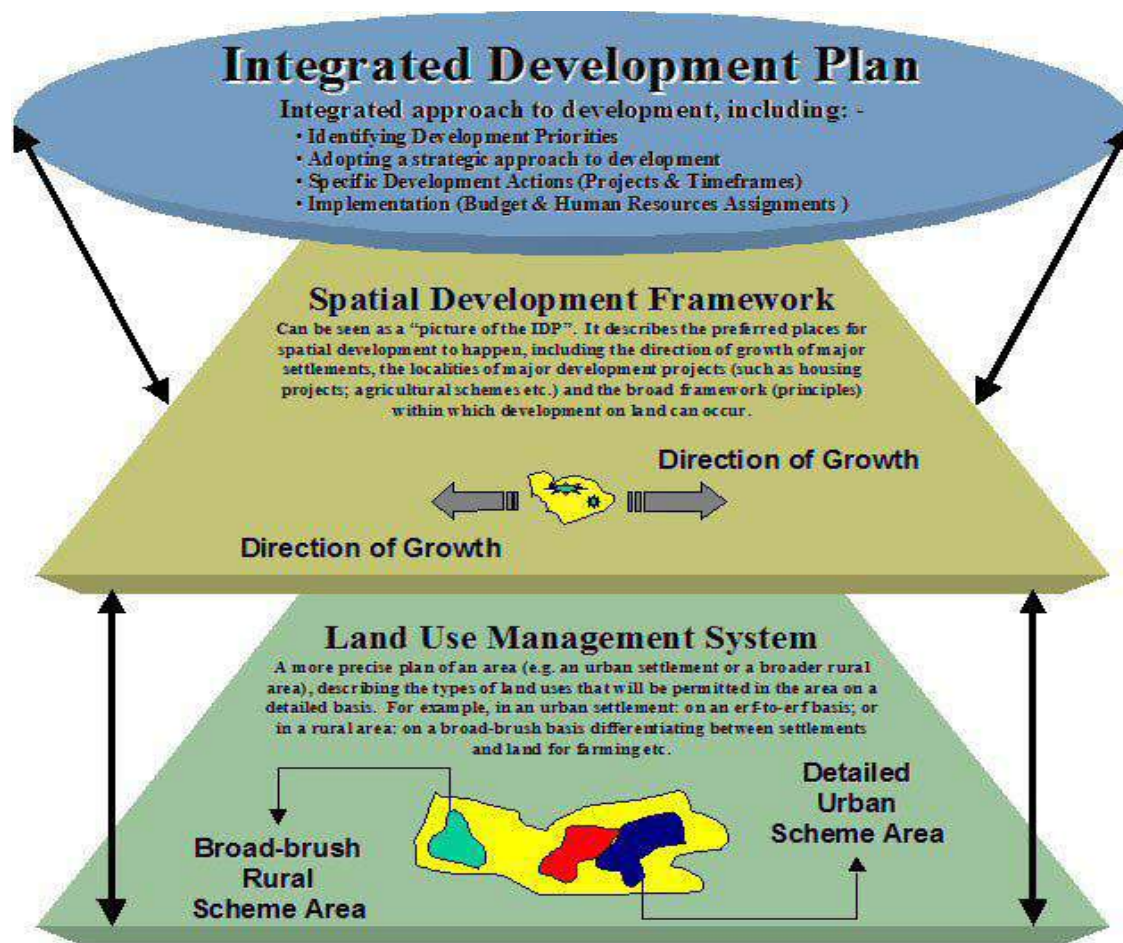 Integrated Development Plan
Integrated approach to development, including: -
• Identifying Development Priorities
• Adopting a strategic approach to development
• Specific Development Actions (Projects & Timeframes)
• Implementation (Budget & Human Resources Assignments )
Spatial Development Framework
Can be seen as a “picture of the IDP”. It describes the preferred places for
spatial development to happen, including the direction of growth of major
settlements, the localities of major development projects (such as housing
projects; agricultural schemes etc.) and the broad framework (principles)
within which development on land can occur.
Direction of Growth
Direction of Growth
Land Use Management System
A more precise plan of an area (e.g. an urban settlement or a broader rural
area), describing the types of land uses that will be permitted in the area on a
detailed basis. For example, in an urban settlement: on an erf-to-erf basis; or
in a rural area: on a broad-brush basis differentiating between settlements
and land for farming etc.
Detailed
Urban
Scheme Area
Broad-brush
Rural
Scheme Area